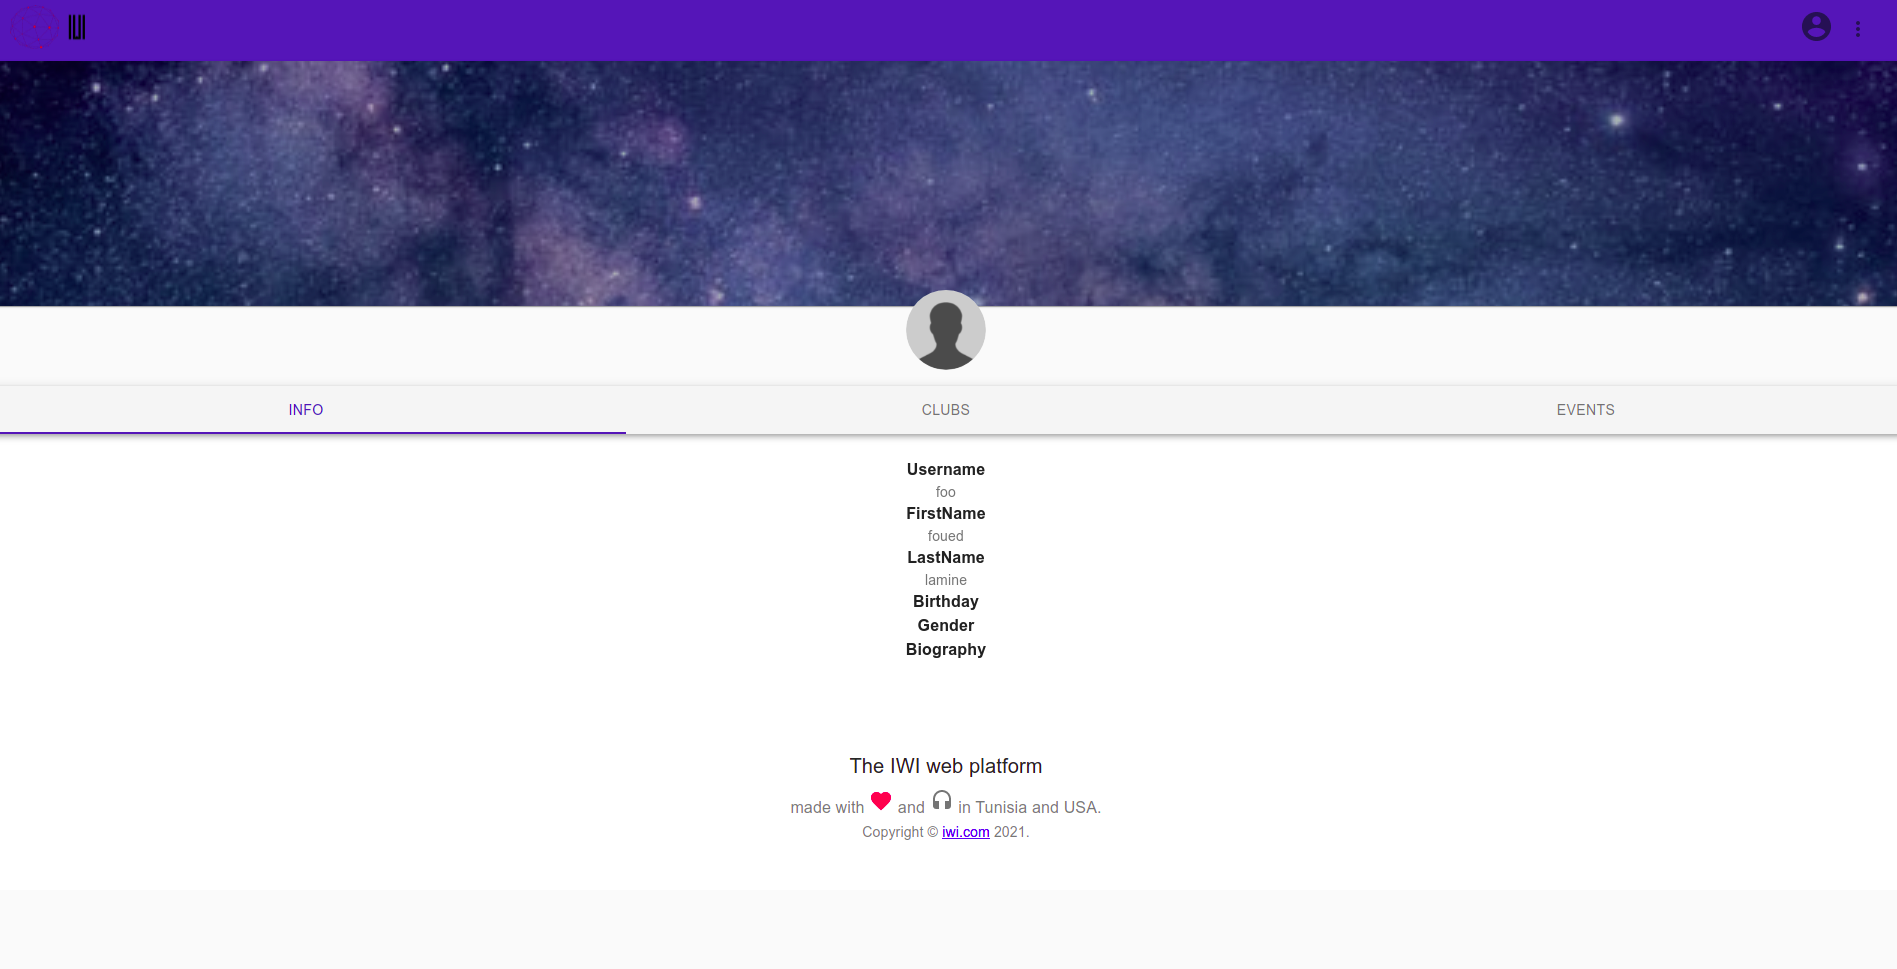 IWI
INFO CLUBS EVENTS
Username
foo
FirstName
foued
LastName
lamine
Birthday
Gender
Biography
The IWI web platform
made with and in Tunisia and USA.
Copyright © iwi.com 2021.